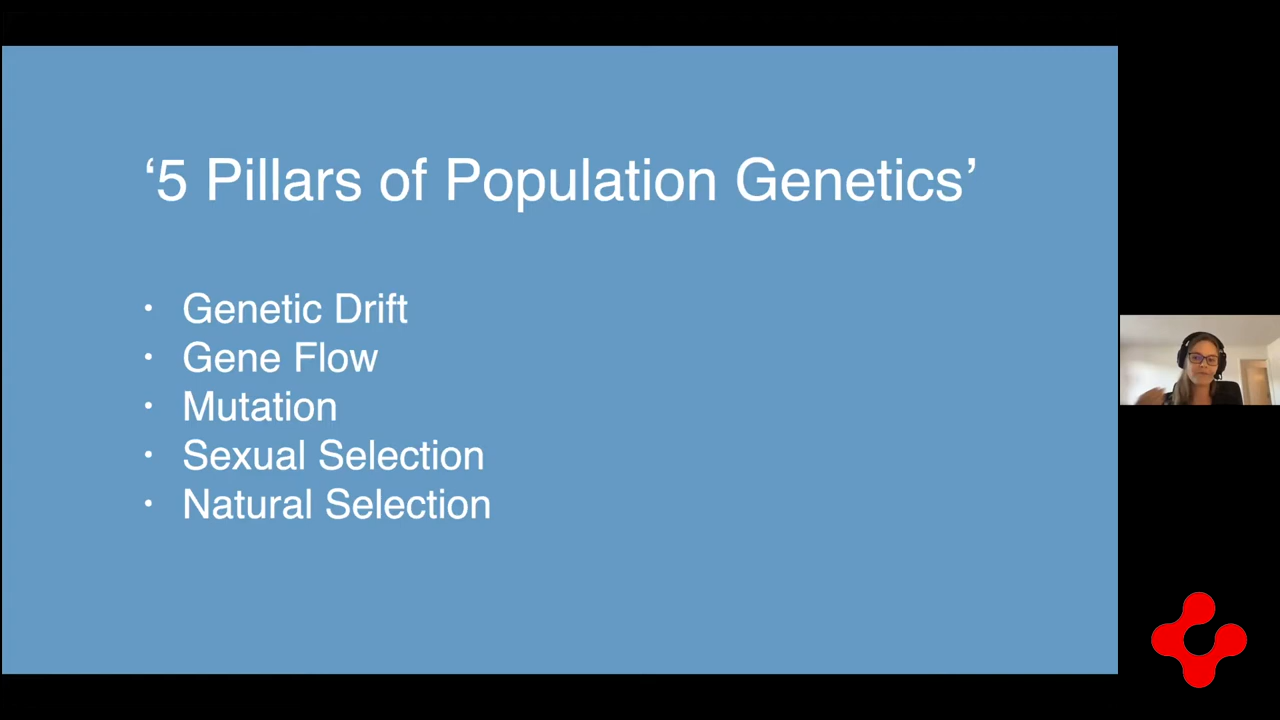 ‘5 Pillars of Population Genetics’
• Genetic Drift
• Gene Flow
• Mutation
• Sexual Selection
• Natural Selection